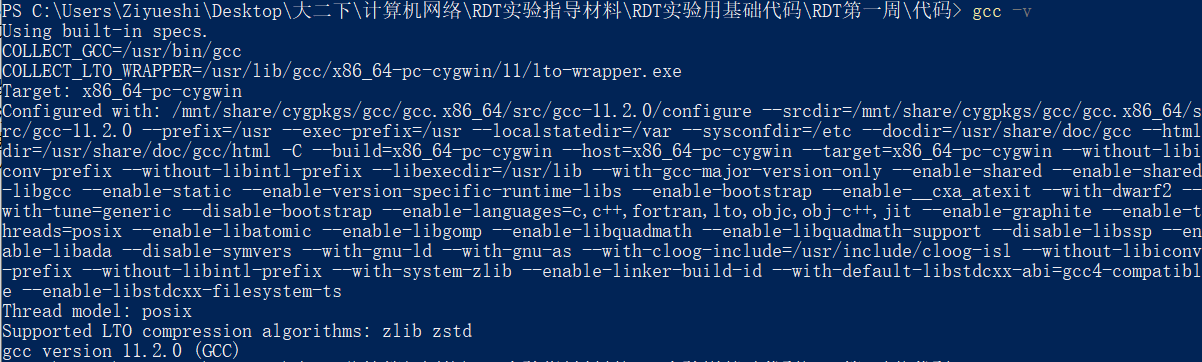 PS C:\Users\Ziyueshi\Desktop\大二下\计算机网络\RDT实验指导材料\RDT实验用基础代码\RDT第一周\代码> gcc -v
Using built-in specs.
COLLECT_GCC=/usr/bin/gcc
COLLECT_LTO_WRAPPER=/usr/lib/gcc/x86_64-pc-cygwin/11/lto-wrapper.exe
Target: x86_64-pc-cygwin
Configured with: /mnt/share/cygpkgs/gcc/gcc.x86_64/src/gcc-11.2.0/configure --srcdir=/mnt/share/cygpkgs/gcc/gcc.x86_64/s
rc/gcc-11.2.0 --prefix=/usr --exec-prefix=/usr --localstatedir=/var --sysconfdir=/etc --docdir=/usr/share/doc/gcc --html
dir=/usr/share/doc/gcc/html -C --build=x86_64-pc-cygwin --host=x86_64-pc-cygwin --target=x86_64-pc-cygwin --without-libi
conv-prefix --without-libintl-prefix --libexecdir=/usr/lib --with-gcc-major-version-only --enable-shared --enable-shared
-libgcc --enable-static --enable-version-specific-runtime-libs --enable-bootstrap --enable-__cxa_atexit --with-dwarf2 --
with-tune=generic --disable-bootstrap --enable-languages=c,c++,fortran,lto,objc,obj-c++,jit --enable-graphite --enable-t
hreads=posix --enable-libatomic --enable-libgomp --enable-libquadmath --enable-libquadmath-support --disable-libssp --en
able-libada --disable-symvers --with-gnu-ld --with-gnu-as --with-cloog-include=/usr/include/cloog-isl --without-libiconv
-prefix --without-libintl-prefix --with-system-zlib --enable-linker-build-id --with-default-libstdcxx-abi=gcc4-compatibl
e --enable-libstdcxx-filesystem-ts
Thread model: posix
Supported LTO compression algorithms: zlib zstd
gcc version 11.2.0 (GCC)